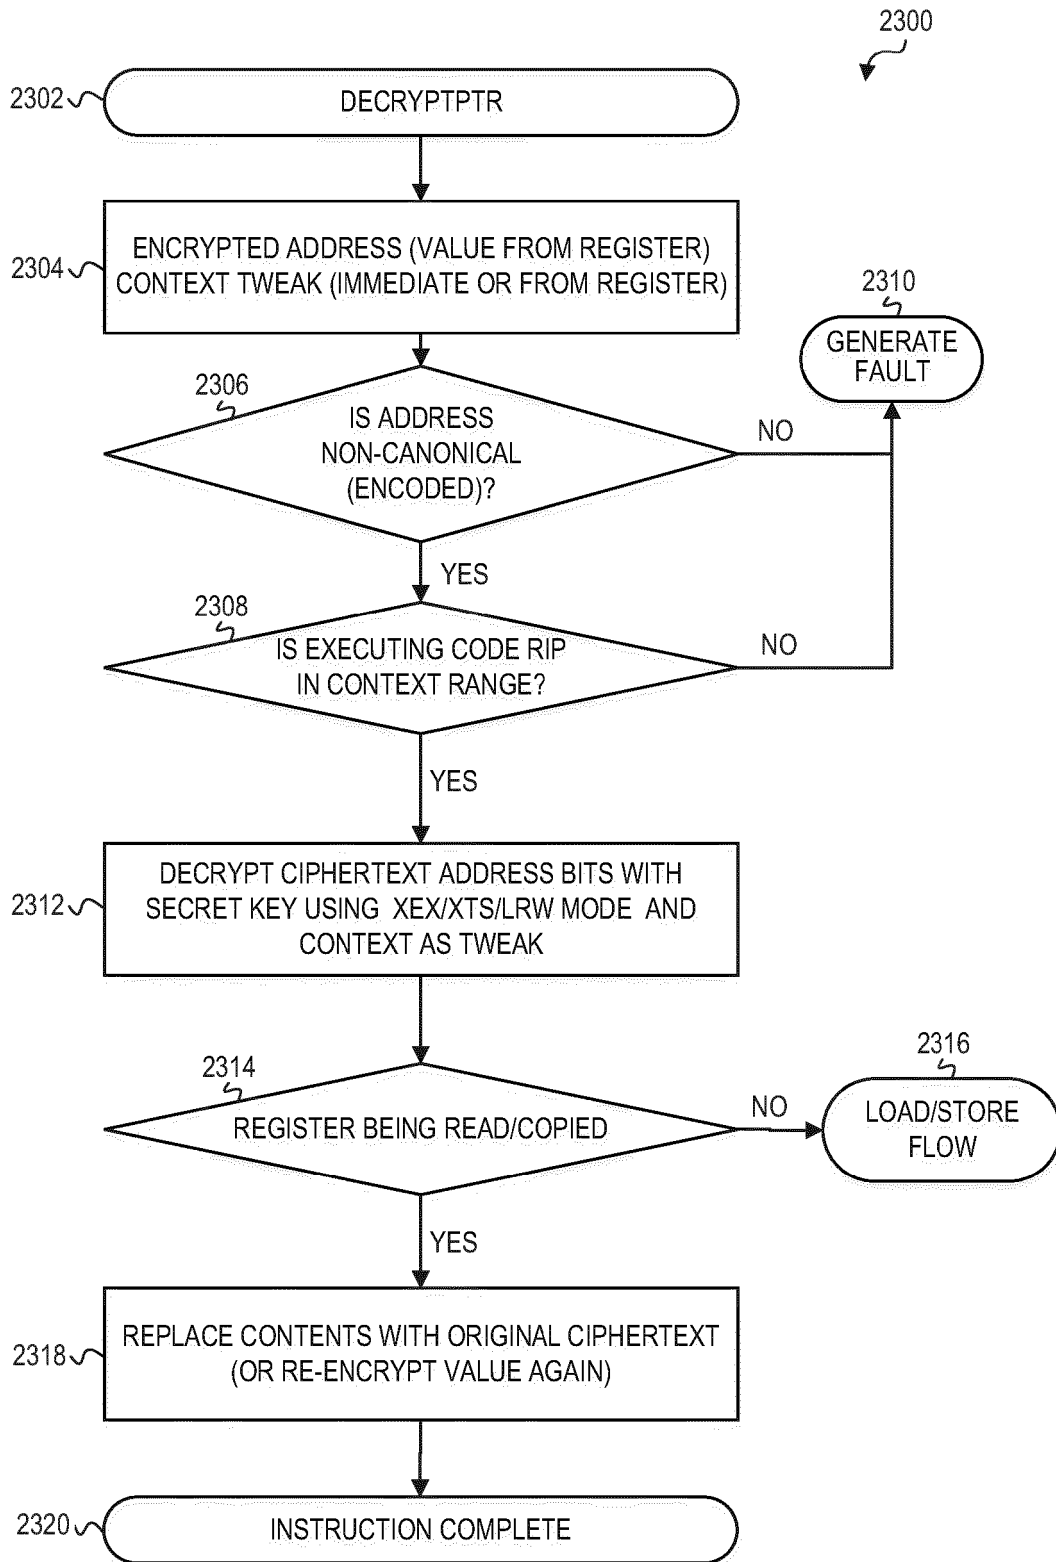 2300
2302
DECRYPTPTR
2304
ENCRYPTED ADDRESS (VALUE FROM REGISTER)
CONTEXT TWEAK (IMMEDIATE OR FROM REGISTER)
2310
GENERATE
FAULT
2306
IS ADDRESS
NON-CANONICAL
(ENCODED)?
NO
YES
2308
IS EXECUTING CODE RIP
IN CONTEXT RANGE?
NO
YES
2312
DECRYPT CIPHERTEXT ADDRESS BITS WITH
SECRET KEY USING XEX/XTS/LRW MODE AND
CONTEXT AS TWEAK
2314
REGISTER BEING READ/COPIED
NO
2316
LOAD/STORE
FLOW
YES
2318
REPLACE CONTENTS WITH ORIGINAL CIPHERTEXT
(OR RE-ENCRYPT VALUE AGAIN)
2320
INSTRUCTION COMPLETE